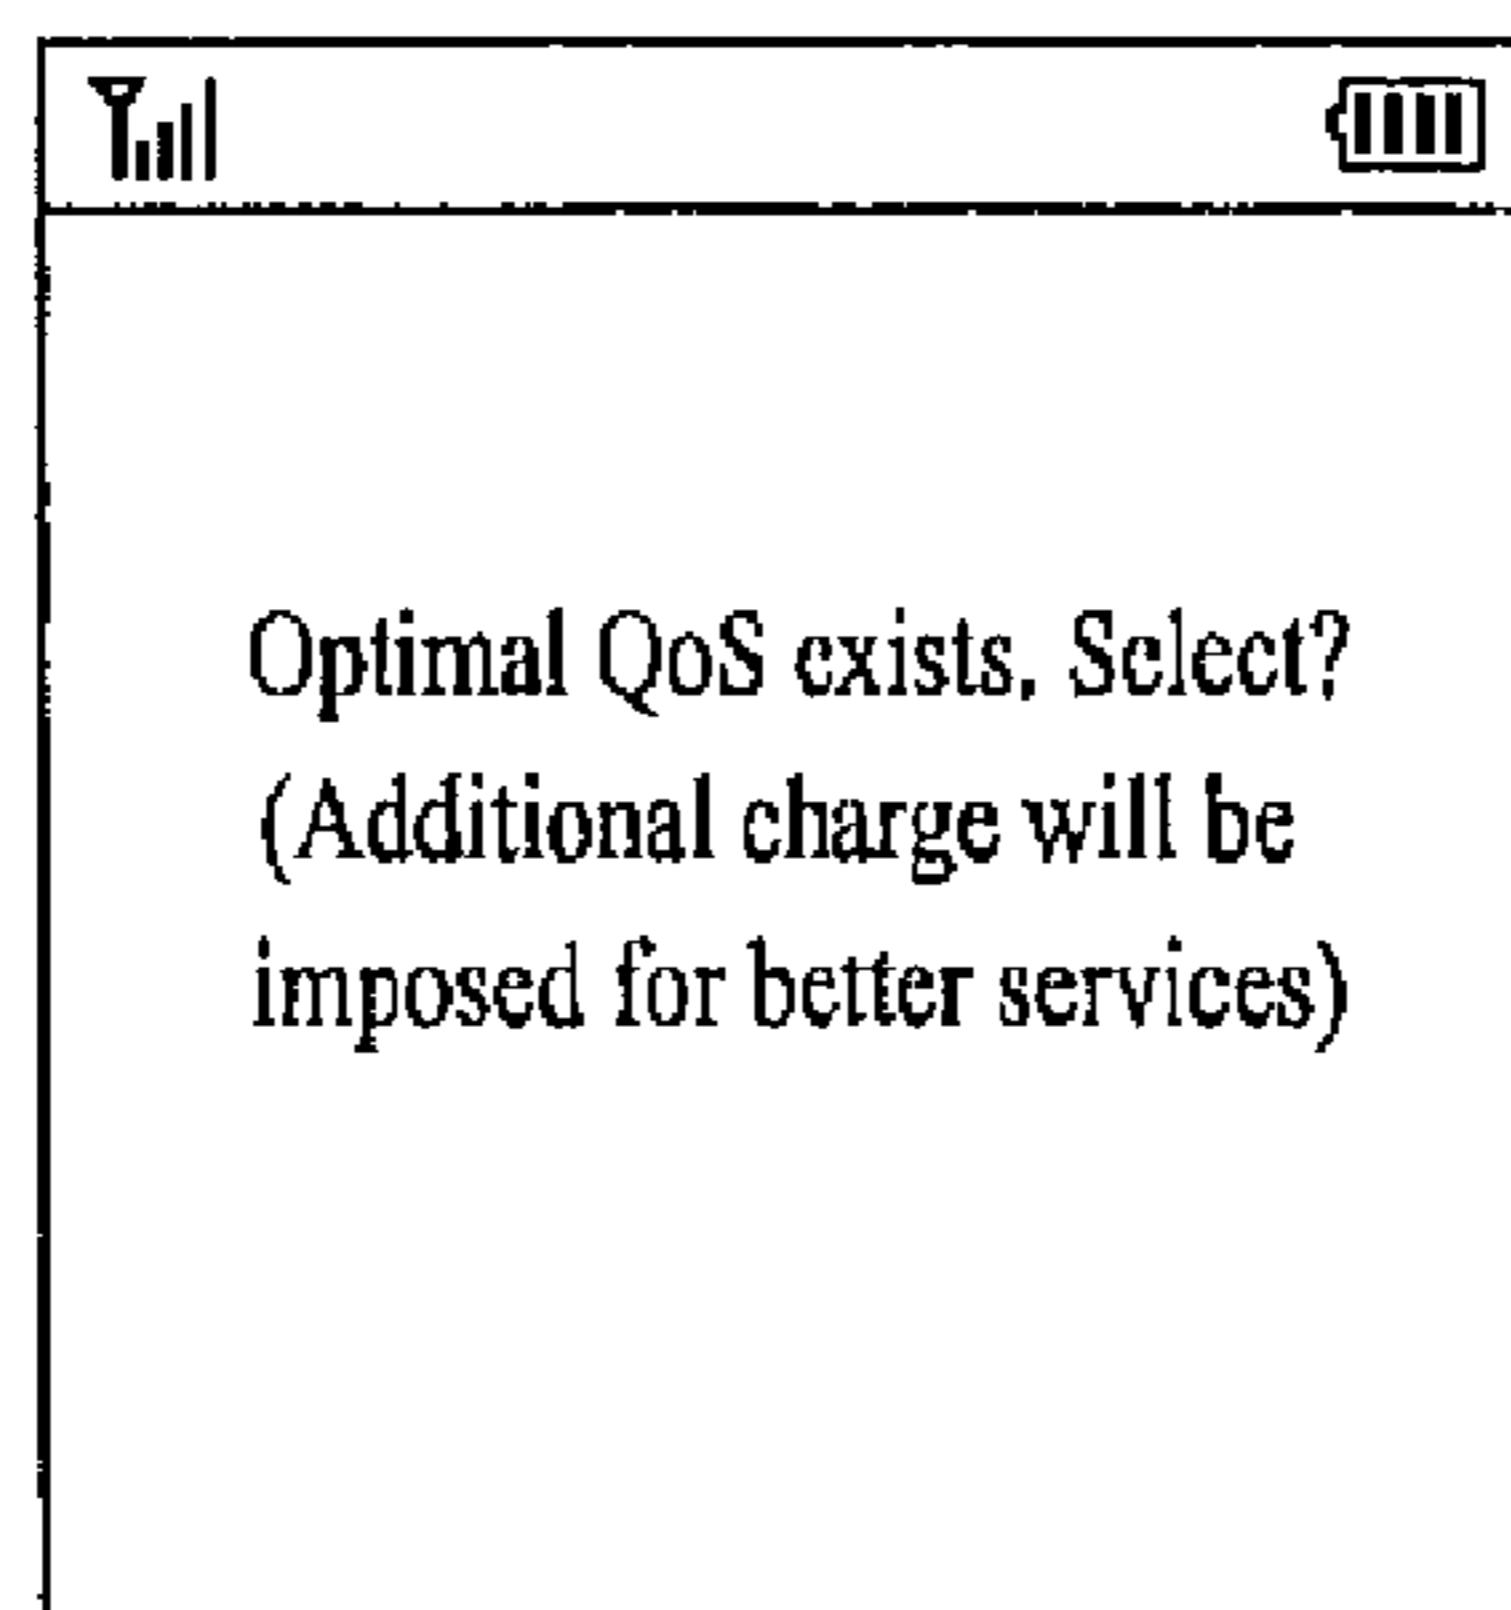 Optimal QoS exists. Select?
(Additional charge will be
imposed for better services)